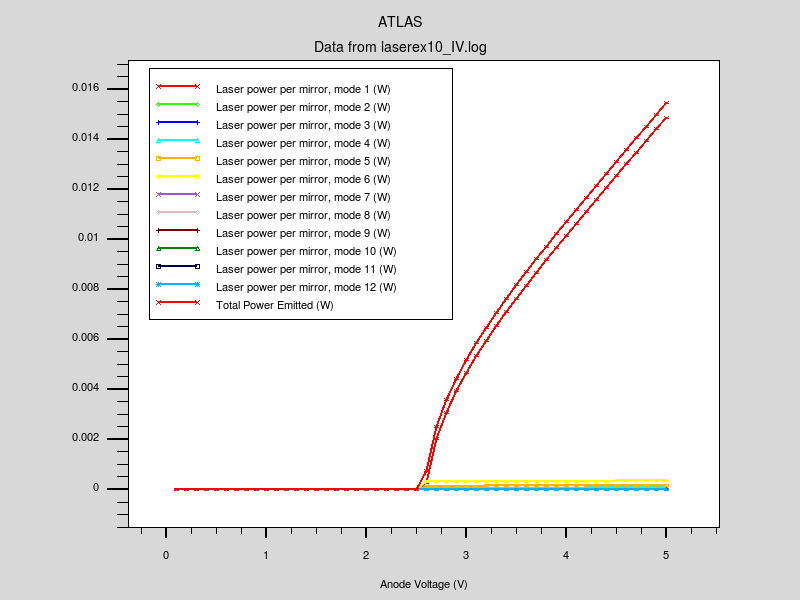 ATLAS
Data from laserex10_IV.log
0.016
0.014
0.012
0.01
0.008
0.006
0.004
0.002
0
Laser power per mirror, mode 1 (W)
Laser power per mirror, mode 2 (W)
Laser power per mirror, mode 3 (W)
Laser power per mirror, mode 4 (W)
Laser power per mirror, mode 5 (W)
Laser power per mirror, mode 6 (W)
Laser power per mirror, mode 7 (W)
Laser power per mirror, mode 8 (W)
Laser power per mirror, mode 9 (W)
Laser power per mirror, mode 10 (W)
Laser power per mirror, mode 11 (W)
Laser power per mirror, mode 12 (W)
Total Power Emitted (W)
0 1 2 3 4 5
Anode Voltage (V)